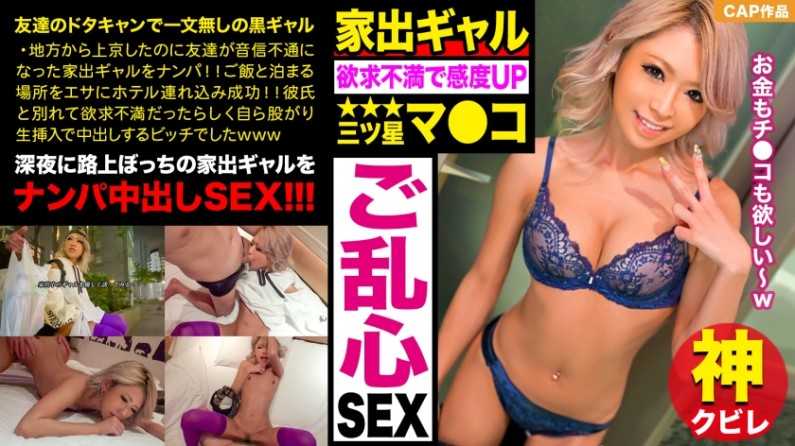 友達のドタキャンで一文無しの黒ギャル
・地方から上京したのに友達が音信不通に
なった家出ギャルをナンパ!!ご飯と泊まる
場所をエサにホテル連れ込み成功!!彼氏
と別れて欲求不満だったらしく自ら股がり
生挿入で中出しするビッチでしたwww
深夜に路上ぼっちの家出ギャルを
ナンパ中出しSEX!!!
家出ギャル
欲求不満で感度UP
★★★
三ツ星マ●コ
ご乱心
SEX
CAP作品
お金もチ●コも欲しい〜w
神
クビレ